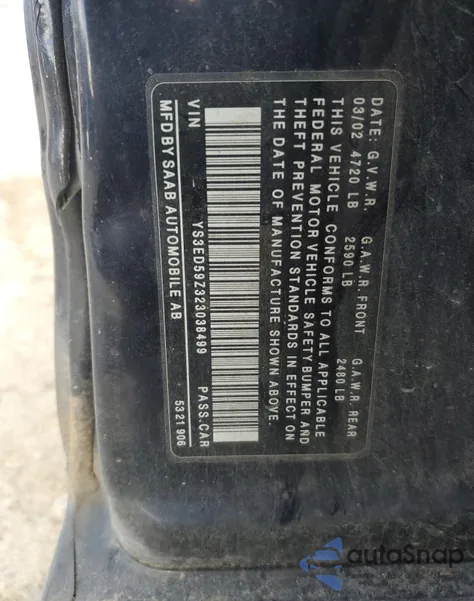 DATE: G.V.W.R. G.A.W.R. FRONT G.A.W.R. REAR
03/02 4720 LB 2590 LB 2480 LB
THIS VEHICLE CONFORMS TO ALL APPLICABLE
FEDERAL MOTOR VEHICLE SAFETY BUMPER AND
THEFT PREVENTION STANDARDS IN EFFECT ON
THE DATE OF MANUFACTURE SHOWN ABOVE.
VIN YS3ED59Z323038499 PASS.CAR
MFD BY SAAB AUTOMOBILE AB 5321906
autoSnap